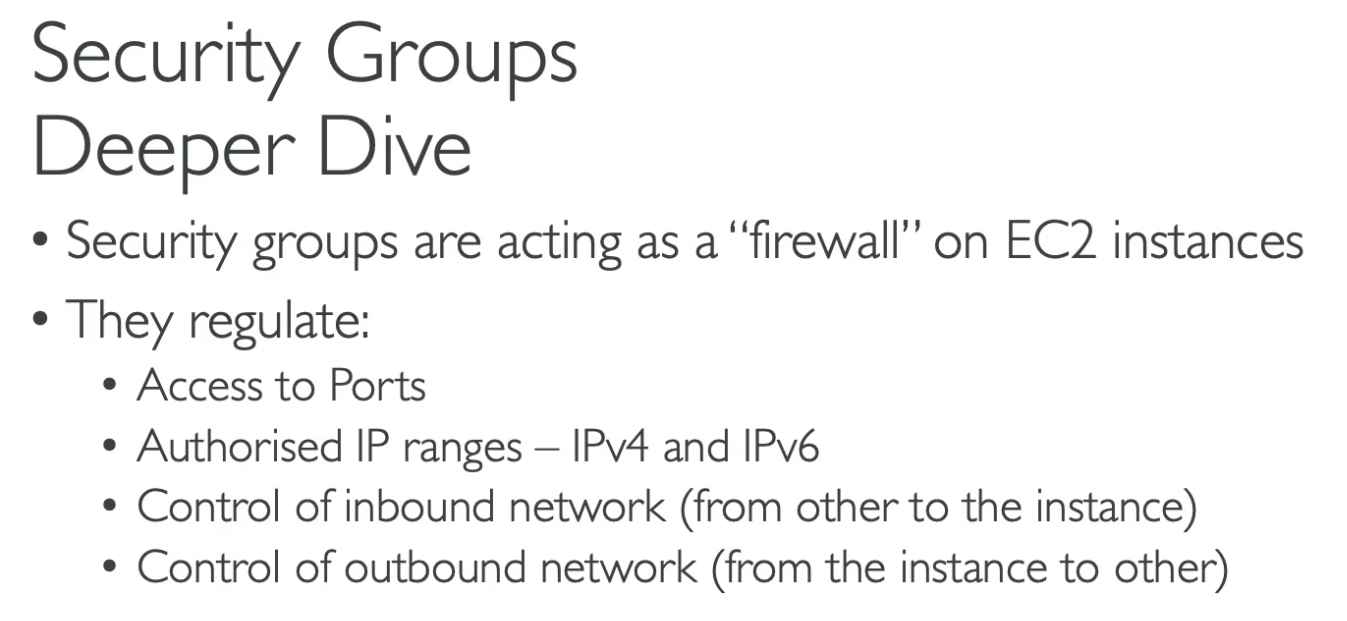 Security Groups
Deeper Dive
• Security groups are acting as a “firewall” on EC2 instances
• They regulate:
• Access to Ports
• Authorised IP ranges – IPv4 and IPv6
• Control of inbound network (from other to the instance)
• Control of outbound network (from the instance to other)